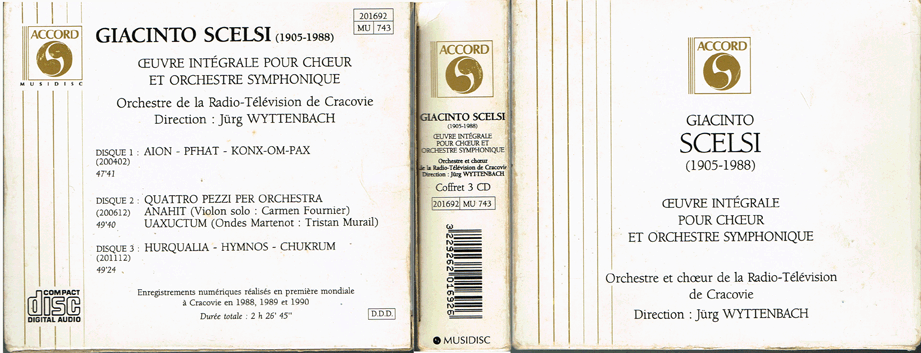 ACCORD
MUSIDISC
201692
MU 743
GIACINTO SCELSI (1905-1988)
ŒUVRE INTÉGRALE POUR CHŒUR
ET ORCHESTRE SYMPHONIQUE
Orchestre de la Radio-Télévision de Cracovie
Direction : Jürg WYTTENBACH
DISQUE 1 : AION - PFHAT - KONX-OM-PAX
(200402)
47'41
DISQUE 2 : QUATTRO PEZZI PER ORCHESTRA
(200612) ANAHIT (Violon solo : Carmen Fournier)
49'40 UAXUCTUM (Ondes Martenot : Tristan Murail)
DISQUE 3 : HURQUALIA - HYMNOS - CHUKRUM
(201112)
49'24
COMPACT
disc
DIGITAL AUDIO
Enregistrements numériques réalisés en première mondiale
à Cracovie en 1988, 1989 et 1990
Durée totale : 2 h 26' 45"
D.D.D.
ACCORD
GIACINTO SCELSI
(1905-1988)
ŒUVRE INTÉGRALE
POUR CHŒUR ET ORCHESTRE
SYMPHONIQUE
Orchestre et chœur
de la Radio-Télévision de Cracovie
Direction : Jürg WYTTENBACH
Coffret 3 CD
201692 MU 743
3229262016926
MUSIDISC
ACCORD
GIACINTO
SCELSI
(1905-1988)
ŒUVRE INTÉGRALE
POUR CHŒUR
ET ORCHESTRE SYMPHONIQUE
Orchestre et chœur de la Radio-Télévision
de Cracovie
Direction : Jürg WYTTENBACH